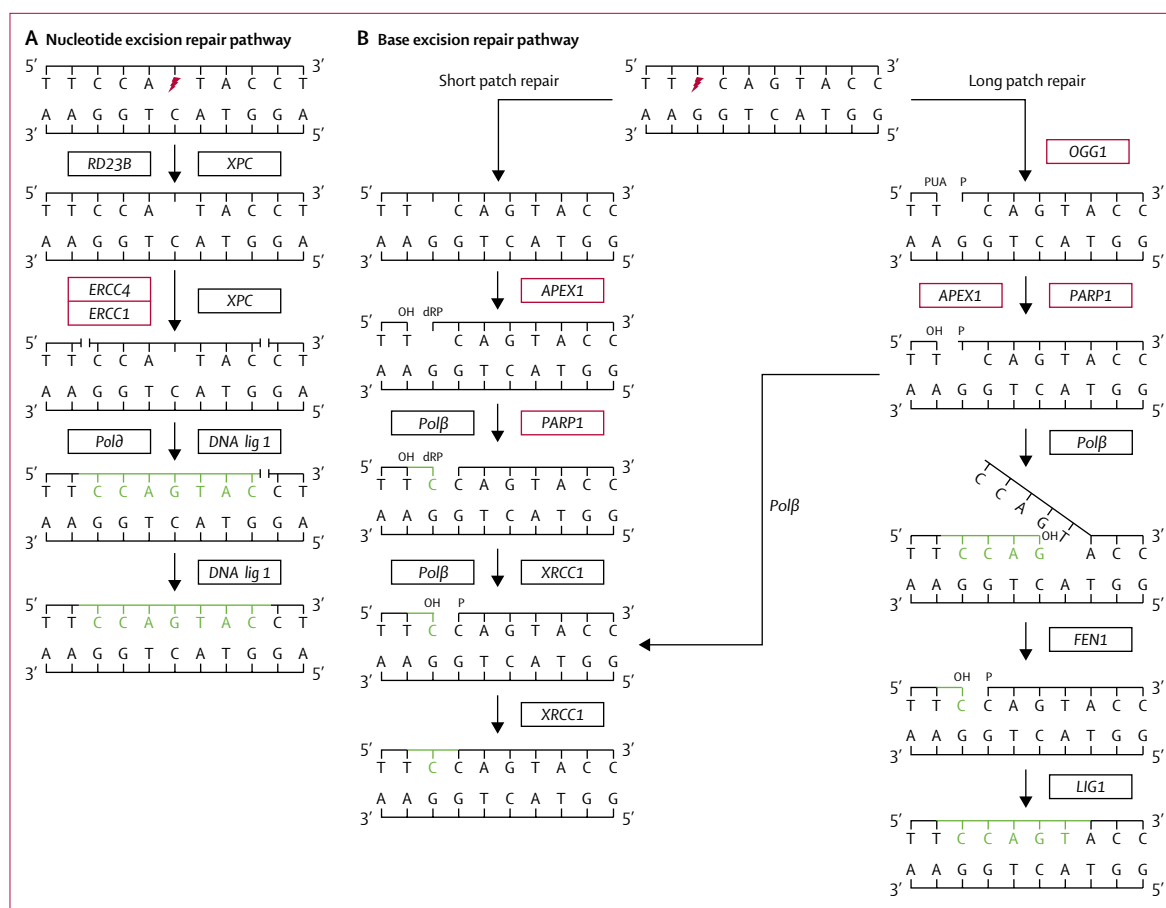 A Nucleotide excision repair pathway
5′ 3′
T T C C A T A C C T
A A G G T C A T G G A
3′ 5′
RD23B XPC
5′ 3′
T T C C A T A C C T
A A G G T C A T G G A
3′ 5′
ERCC4
ERCC1
XPC
5′ 3′
T T C C A T A C C T
A A G G T C A T G G A
3′ 5′
Pol∂ DNA lig 1
5′ 3′
T T C C A G T A C C T
A A G G T C A T G G A
3′ 5′
DNA lig 1
5′ 3′
T T C C A G T A C C T
A A G G T C A T G G A
3′ 5′
B Base excision repair pathway
5′ 3′
T T C A G T A C C
A A G G T C A T G G
3′ 5′
Short patch repair
5′ 3′
T T C A G T A C C
A A G G T C A T G G
3′ 5′
APEX1
OH dRP
5′ 3′
T T C A G T A C C
A A G G T C A T G G
3′ 5′
Polβ PARP1
OH dRP
5′ 3′
T T C C A G T A C C
A A G G T C A T G G
3′ 5′
Polβ XRCC1
OH P
5′ 3′
T T C C A G T A C C
A A G G T C A T G G
3′ 5′
XRCC1
5′ 3′
T T C C A G T A C C
A A G G T C A T G G
3′ 5′
Polβ
Long patch repair
OGG1
PUA P
5′ 3′
T T C A G T A C C
A A G G T C A T G G
3′ 5′
APEX1 PARP1
OH P
5′ 3′
T T C A G T A C C
A A G G T C A T G G
3′ 5′
Polβ
C C A G T
OH
5′ 3′
T T C C A G A C C
A A G G T C A T G G
3′ 5′
FEN1
OH P
5′ 3′
T T C C A G T A C C
A A G G T C A T G G
3′ 5′
LIG1
5′ 3′
T T C C A G T A C C
A A G G T C A T G G
3′ 5′